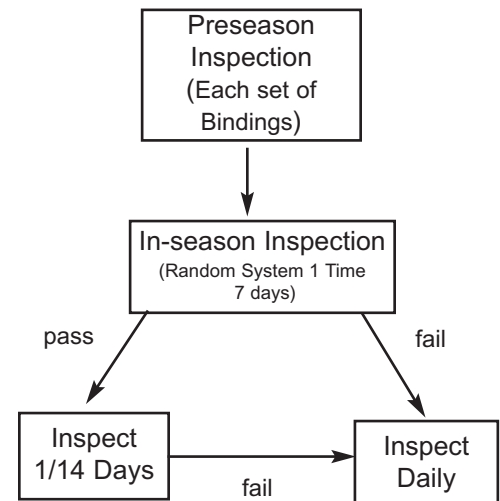 Preseason
Inspection
(Each set of
Bindings)
In-season Inspection
(Random System 1 Time
7 days)
pass
fail
Inspect
1/14 Days
fail
Inspect
Daily